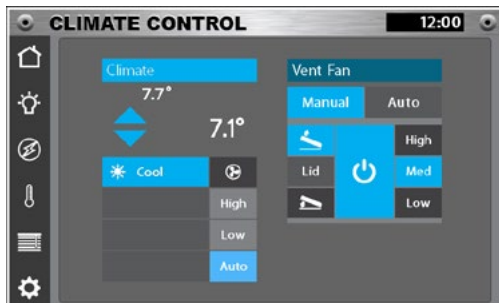 CLIMATE CONTROL 12:00
Climate
7.7°
7.1°
Cool
High
Low
Auto
Vent Fan
Manual Auto
High
Lid Med
Low